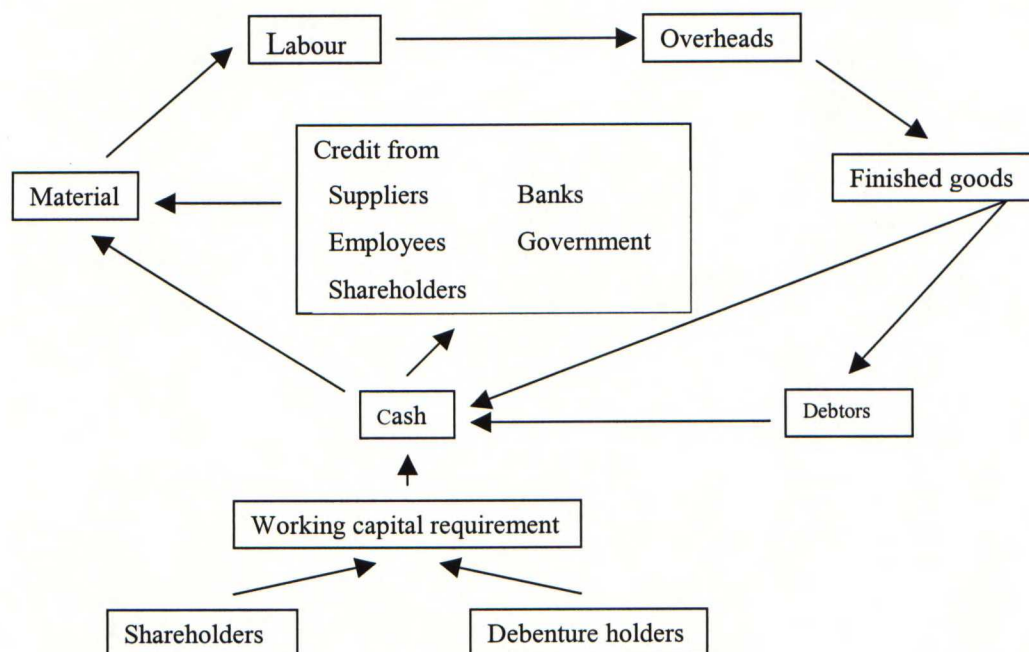 Labour
Overheads
Credit from
Suppliers Banks
Employees Government
Shareholders
Material
Finished goods
Cash
Debtors
Working capital requirement
Shareholders
Debenture holders